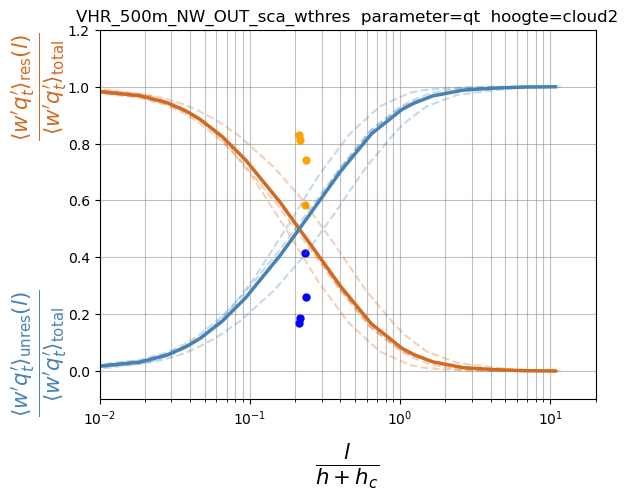 VHR_500m_NW_OUT_sca_wthres  parameter=qt  hoogte=cloud2
⟨w′q′t⟩res(l)
⟨w′q′t⟩total
1.2
1.0
0.8
0.6
0.4
0.2
0.0
⟨w′q′t⟩unres(l)
⟨w′q′t⟩total
10⁻² 10⁻¹ 10⁰ 10¹
l
h + hc